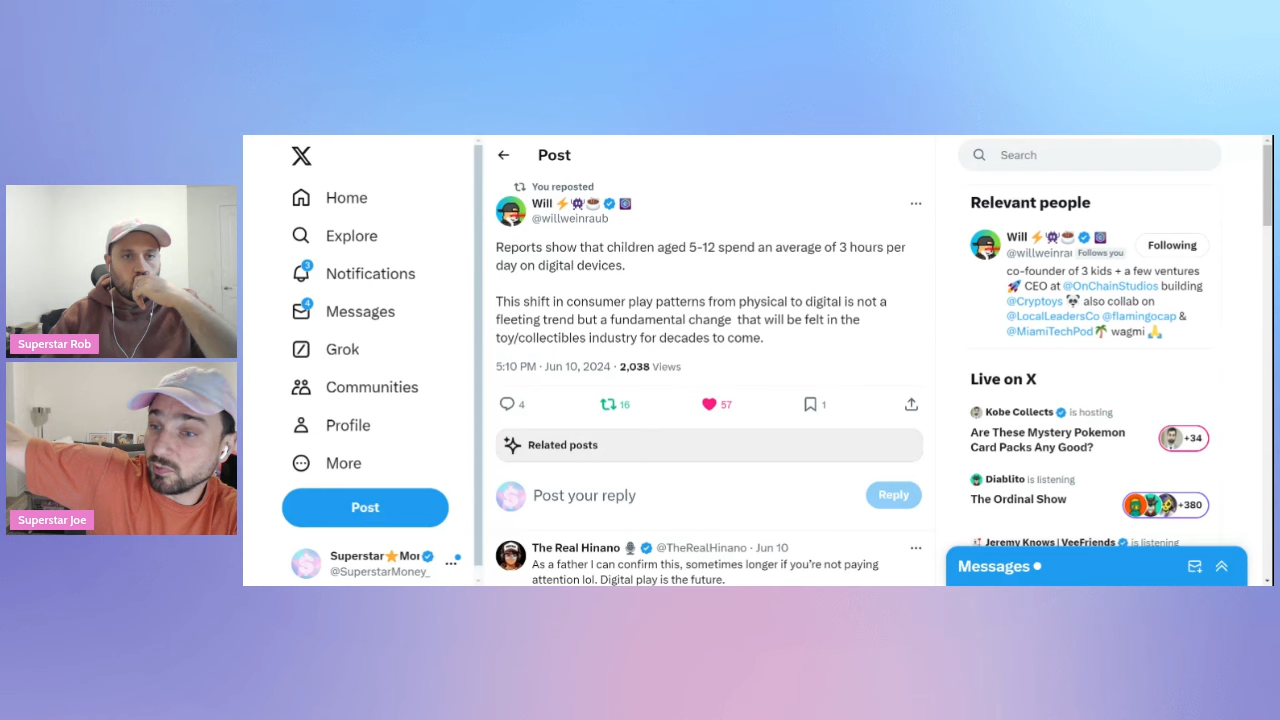 Superstar Rob
Superstar Joe
Home
Explore
3
Notifications
4
Messages
Grok
Communities
Profile
More
Post
Superstar⭐Mor
@SuperstarMoney_
Post
You reposted
Will ⚡
@willweinraub
Reports show that children aged 5-12 spend an average of 3 hours per
day on digital devices.
This shift in consumer play patterns from physical to digital is not a
fleeting trend but a fundamental change that will be felt in the
toy/collectibles industry for decades to come.
5:10 PM · Jun 10, 2024 · 2,038 Views
4
16
57
1
Related posts
Post your reply
Reply
The Real Hinano @TheRealHinano · Jun 10
As a father I can confirm this, sometimes longer if you're not paying
attention lol. Digital play is the future.
Search
Relevant people
Will ⚡
@willweinra Follows you
Following
co-founder of 3 kids + a few ventures
🚀 CEO at @OnChainStudios building
@Cryptoys 🐼 also collab on
@LocalLeadersCo @flamingocap &
@MiamiTechPod🌴 wagmi 🙏
Live on X
Kobe Collects is hosting
Are These Mystery Pokemon
Card Packs Any Good?
+34
Diablito is listening
The Ordinal Show
+380
Jeremy Knows | VeeFriends is listening
Messages